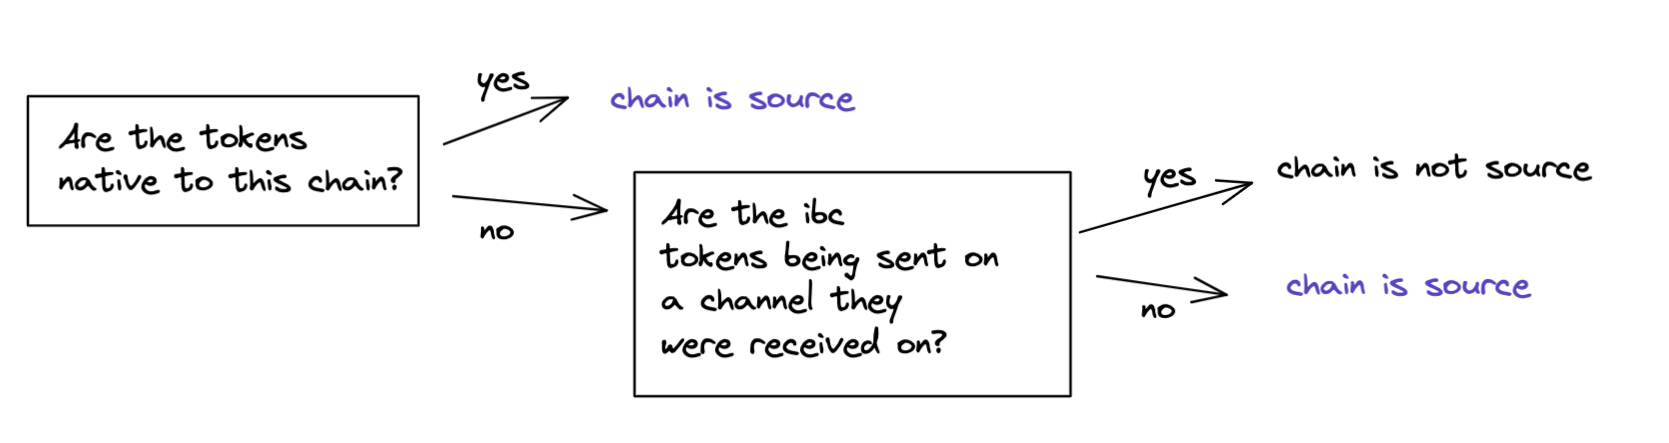 Are the tokens
native to this chain?
yes
chain is source
no
Are the ibc
tokens being sent on
a channel they
were received on?
yes
chain is not source
no
chain is source